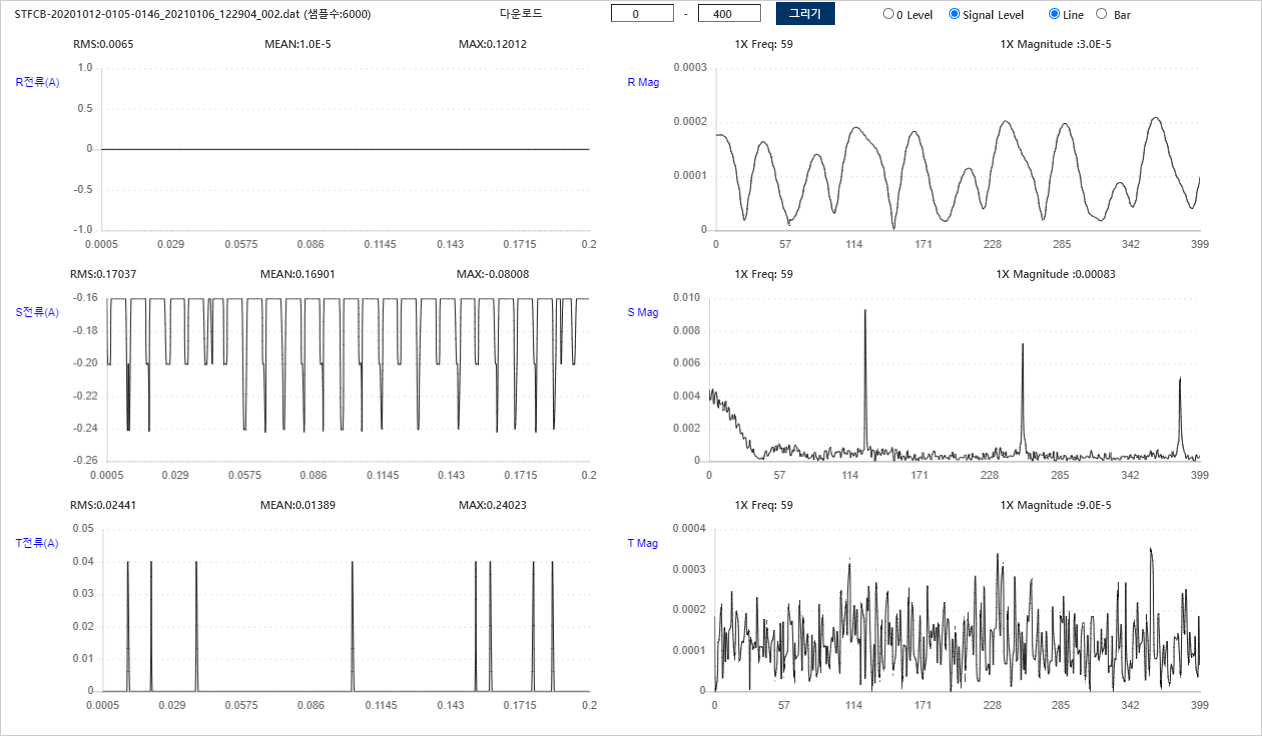 STFCB-20201012-0105-0146_20210106_122904_002.dat (샘플수:6000) 다운로드 0 - 400 그리기 0 Level Signal Level Line Bar
RMS:0.0065 MEAN:1.0E-5 MAX:0.12012
R전류(A)
1.0
0.5
0
-0.5
-1.0
0.0005 0.029 0.0575 0.086 0.1145 0.143 0.1715 0.2
1X Freq: 59 1X Magnitude :3.0E-5
R Mag
0.0003
0.0002
0.0001
0
0 57 114 171 228 285 342 399
RMS:0.17037 MEAN:0.16901 MAX:-0.08008
S전류(A)
-0.16
-0.18
-0.20
-0.22
-0.24
-0.26
0.0005 0.029 0.0575 0.086 0.1145 0.143 0.1715 0.2
1X Freq: 59 1X Magnitude :0.00083
S Mag
0.010
0.008
0.006
0.004
0.002
0
0 57 114 171 228 285 342 399
RMS:0.02441 MEAN:0.01389 MAX:0.24023
T전류(A)
0.05
0.04
0.03
0.02
0.01
0
0.0005 0.029 0.0575 0.086 0.1145 0.143 0.1715 0.2
1X Freq: 59 1X Magnitude :9.0E-5
T Mag
0.0004
0.0003
0.0002
0.0001
0
0 57 114 171 228 285 342 399